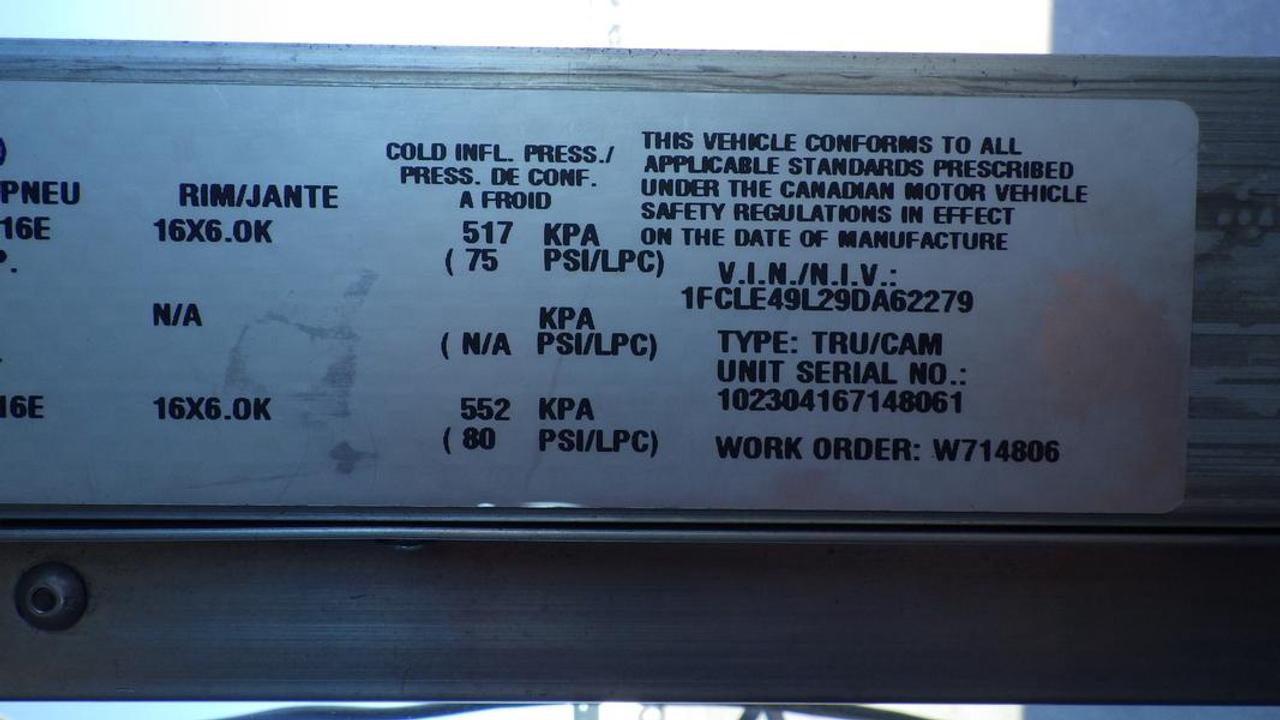 PNEU RIM/JANTE COLD INFL. PRESS./
PRESS. DE CONF.
A FROID
16E 16X6.0K 517 KPA
( 75 PSI/LPC)
N/A KPA
( N/A PSI/LPC)
16E 16X6.0K 552 KPA
( 80 PSI/LPC)
THIS VEHICLE CONFORMS TO ALL
APPLICABLE STANDARDS PRESCRIBED
UNDER THE CANADIAN MOTOR VEHICLE
SAFETY REGULATIONS IN EFFECT
ON THE DATE OF MANUFACTURE
V.I.N./N.I.V.:
1FCLE49L29DA62279
TYPE: TRU/CAM
UNIT SERIAL NO.:
102304167148061
WORK ORDER: W714806